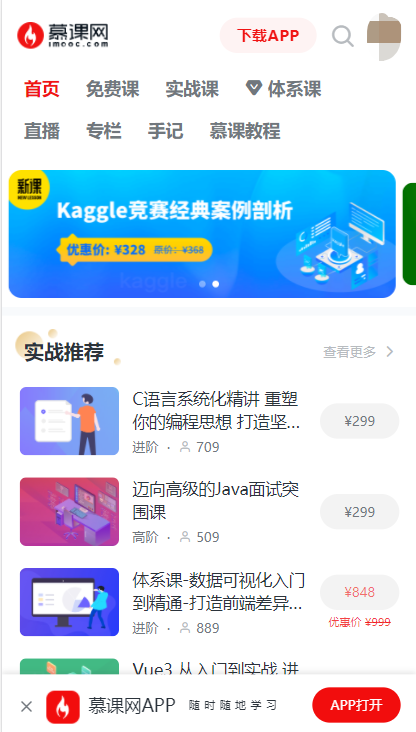 慕课网
imooc.com
下载APP
首页 免费课 实战课 体系课
直播 专栏 手记 慕课教程
新课
Kaggle竞赛经典案例剖析
优惠价: ¥328 原价: ¥368
kaggle
实战推荐
查看更多
C语言系统化精讲 重塑
你的编程思想 打造坚...
¥299
进阶 · 709
迈向高级的Java面试突
围课
¥299
高阶 · 509
体系课-数据可视化入门
到精通-打造前端差异...
¥848
进阶 · 889
优惠价 ¥999
Vue3 从入门到实战 进
慕课网APP 随时随地学习
APP打开